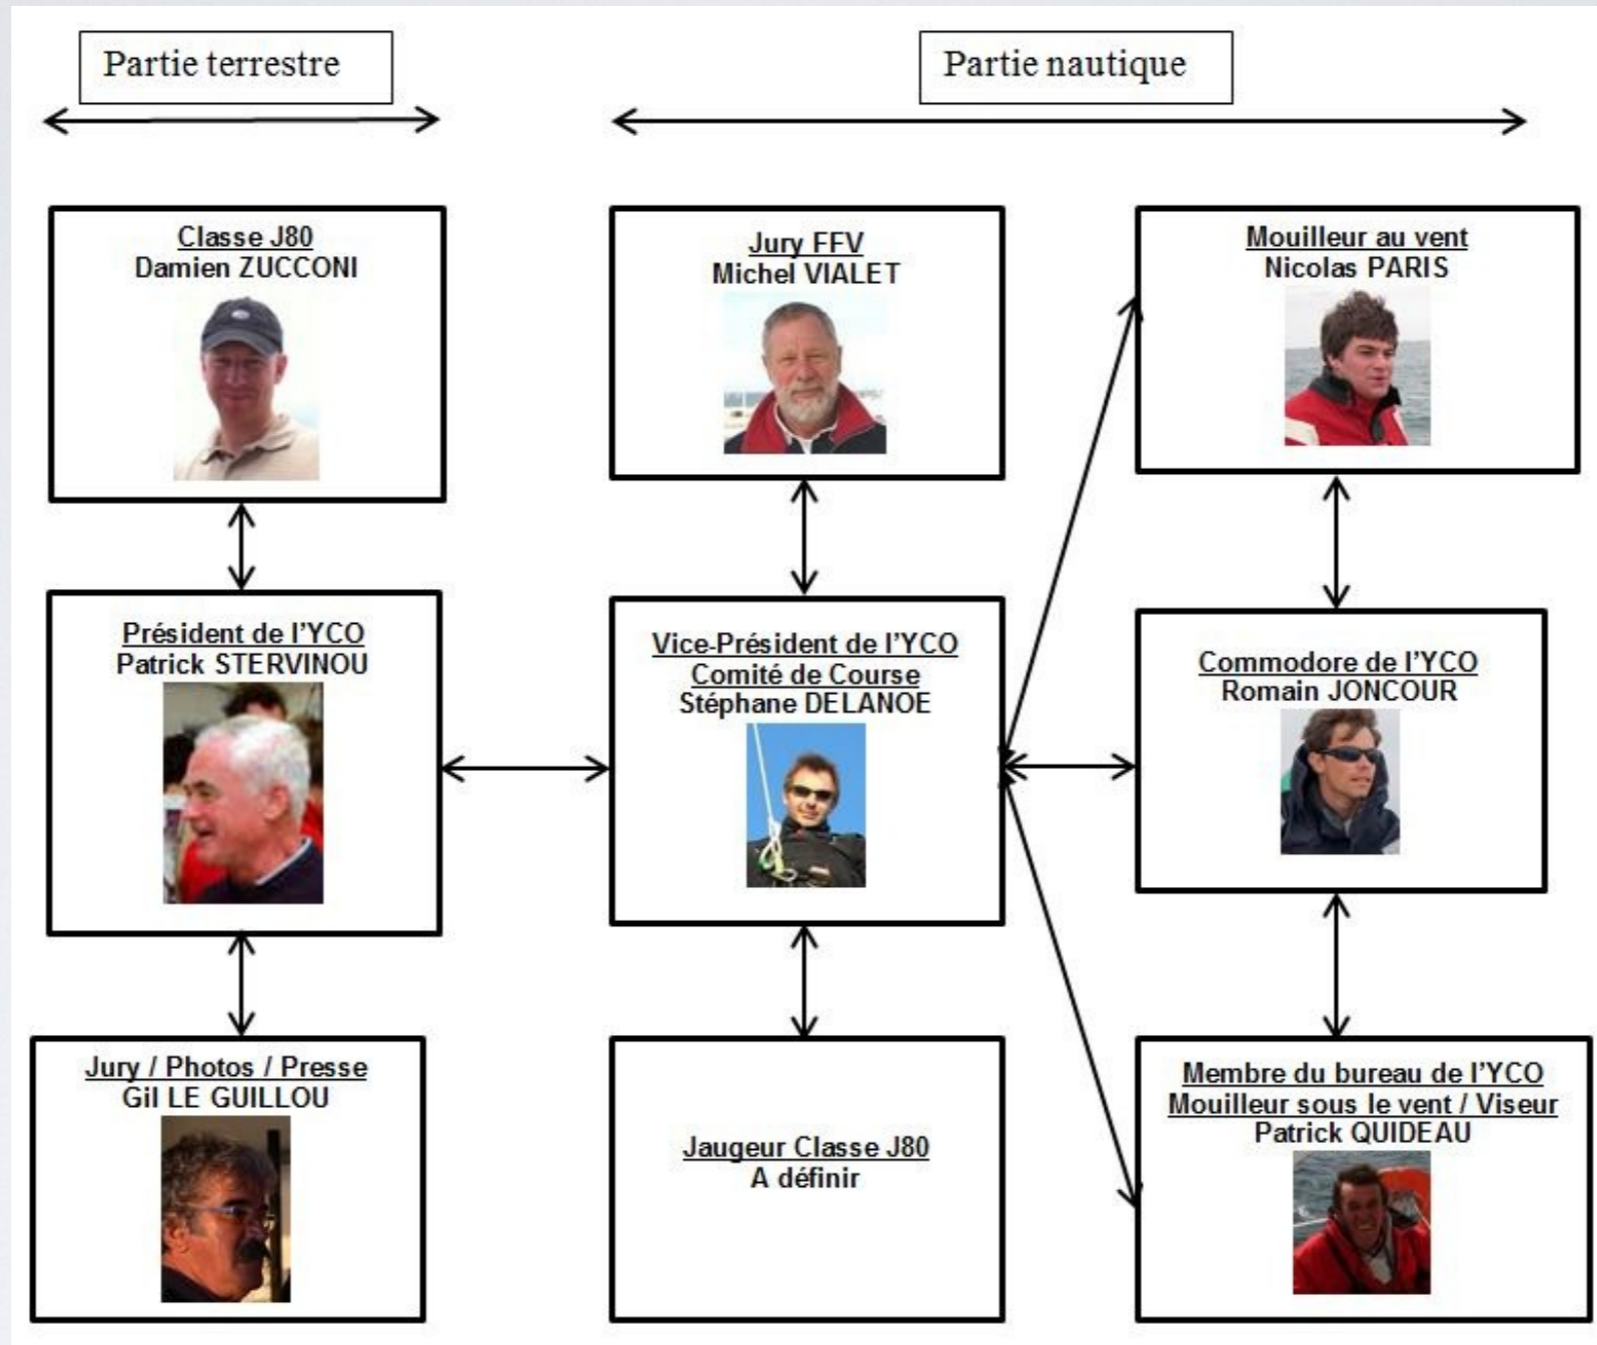 Partie terrestre
Partie nautique
Classe J80
Damien ZUCCONI
Jury FFV
Michel VIALET
Mouilleur au vent
Nicolas PARIS
Président de l'YCO
Patrick STERVINOU
Vice-Président de l'YCO
Comité de Course
Stéphane DELANOE
Commodore de l'YCO
Romain JONCOUR
Jury / Photos / Presse
Gil LE GUILLOU
Jaugeur Classe J80
A définir
Membre du bureau de l'YCO
Mouilleur sous le vent / Viseur
Patrick QUIDEAU